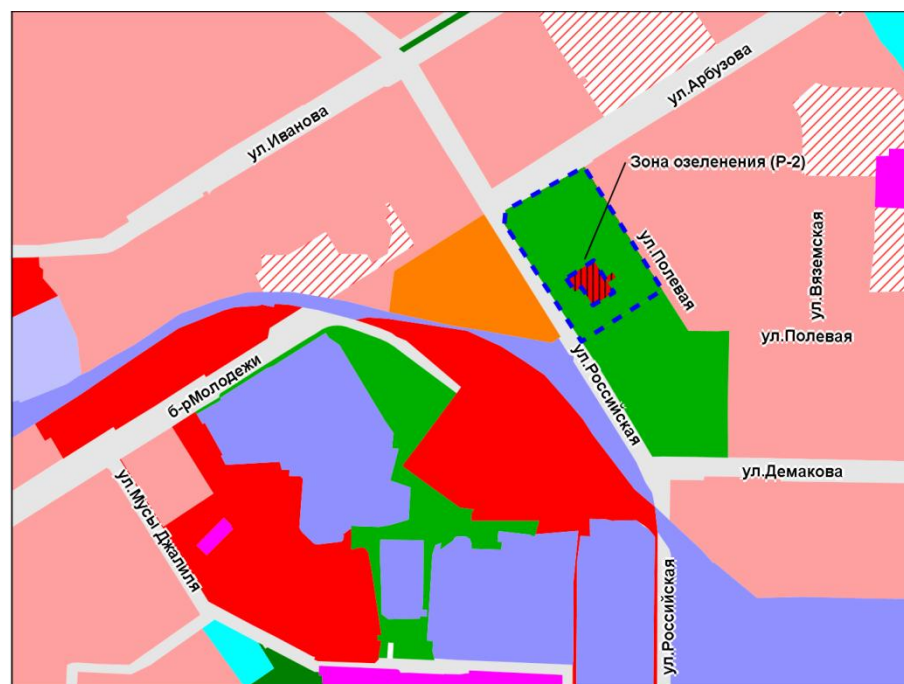 ул.Арбузова
ул.Иванова
Зона озеленения (Р-2)
ул.Полевая
ул.Вяземская
ул.Полевая
ул.Российская
б-рМолодежи
ул.Демакова
ул.Мусы Джалиля
ул.Российская